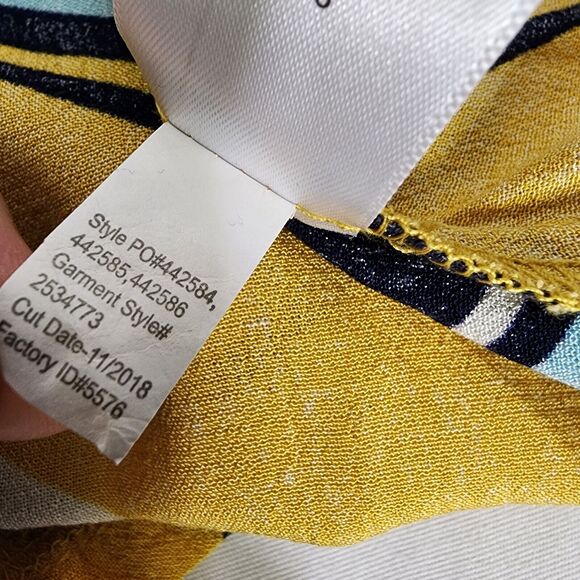 Style PO#442584,
442585,442586
Garment Style#
2534773
Cut Date-11/2018
Factory ID#5576